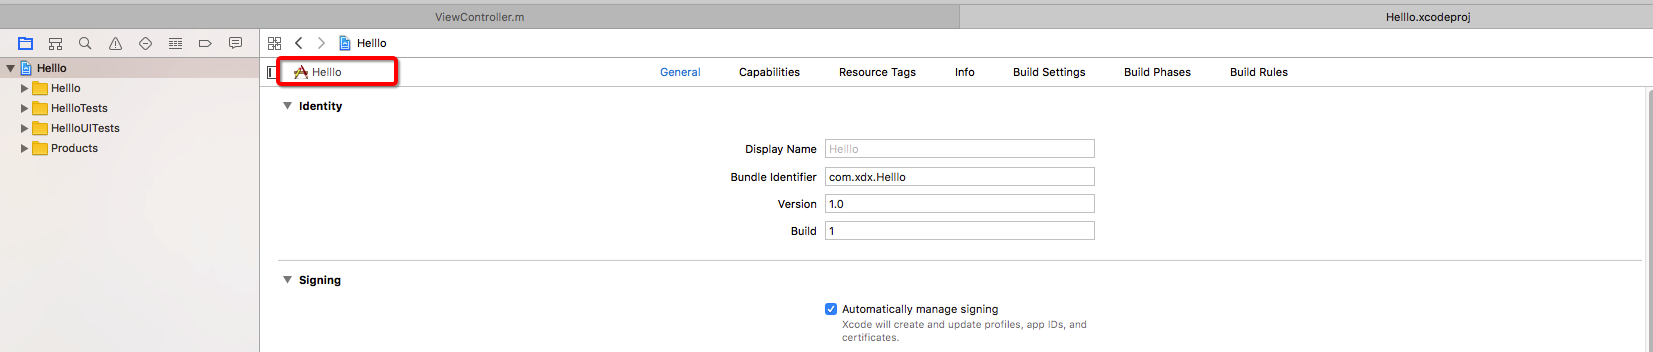 ViewController.m
Helllo.xcodeproj
Helllo
Helllo
Helllo
HellloTests
HellloUITests
Products
Helllo
General
Capabilities
Resource Tags
Info
Build Settings
Build Phases
Build Rules
Identity
Display Name
Helllo
Bundle Identifier
com.xdx.Helllo
Version
1.0
Build
1
Signing
Automatically manage signing
Xcode will create and update profiles, app IDs, and
certificates.